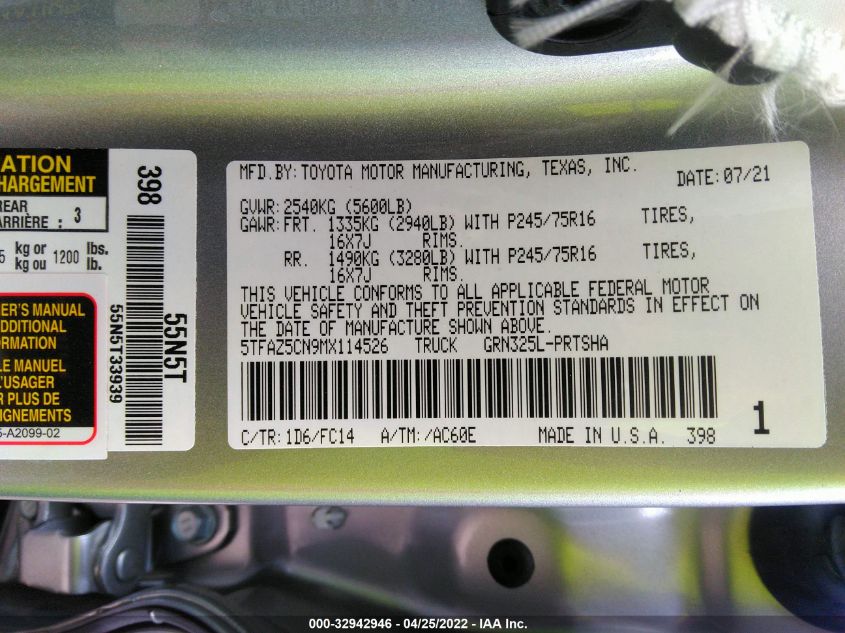 ATION
HARGEMENT
REAR
ARRIÈRE : 3
5 kg or 1200 lbs.
kg ou lb.
ER'S MANUAL
ADDITIONAL
ORMATION
LE MANUEL
L'USAGER
R PLUS DE
EIGNEMENTS
-A2099-02
398
55N5T
55N5T33939
MFD.BY:TOYOTA MOTOR MANUFACTURING, TEXAS, INC. DATE:07/21
GVWR:2540KG (5600LB)
GAWR:FRT. 1335KG (2940LB) WITH P245/75R16 TIRES,
16X7J RIMS.
RR. 1490KG (3280LB) WITH P245/75R16 TIRES,
16X7J RIMS.
THIS VEHICLE CONFORMS TO ALL APPLICABLE FEDERAL MOTOR
VEHICLE SAFETY AND THEFT PREVENTION STANDARDS IN EFFECT ON
THE DATE OF MANUFACTURE SHOWN ABOVE.
5TFAZ5CN9MX114526 TRUCK GRN325L-PRTSHA
C/TR:1D6/FC14 A/TM:/AC60E MADE IN U.S.A. 398
1
000-32942946 - 04/25/2022 - IAA Inc.